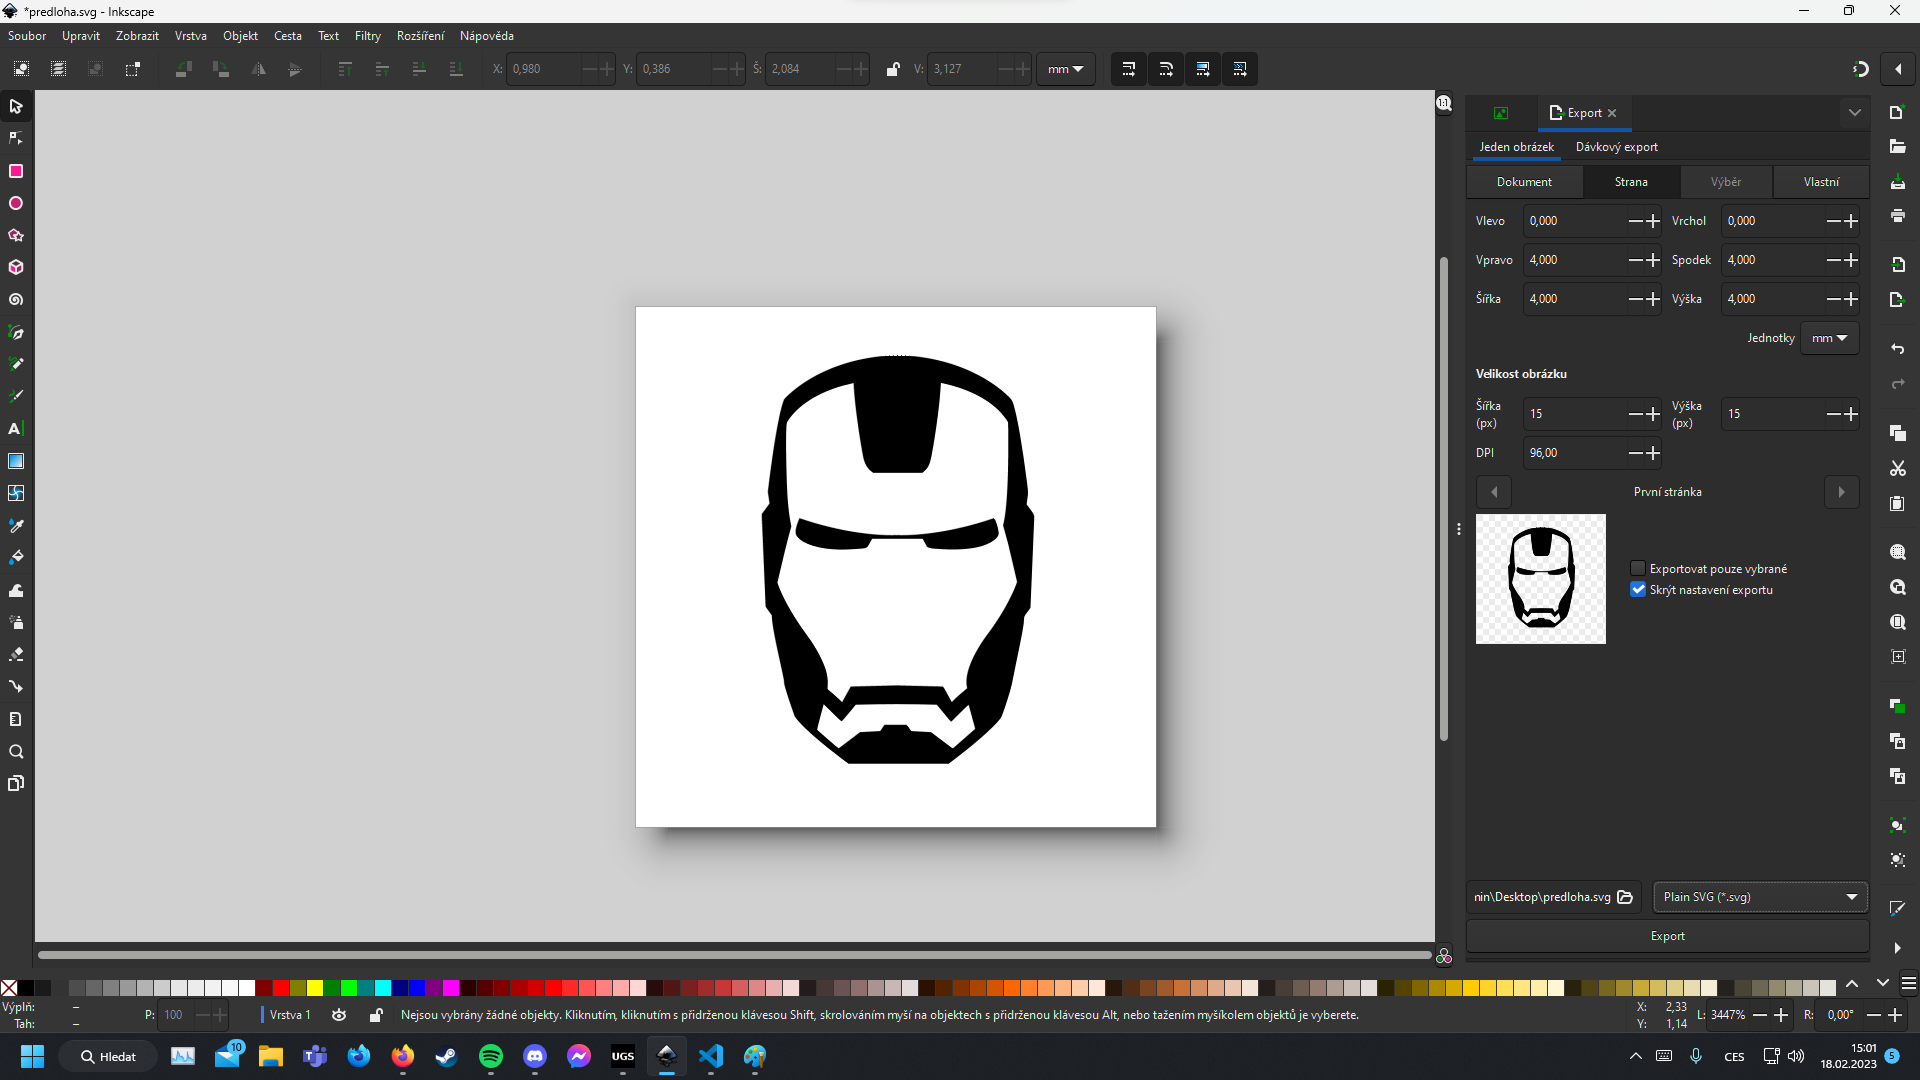 *predloha.svg - Inkscape
Soubor Upravit Zobrazit Vrstva Objekt Cesta Text Filtry Rozšíření Nápověda
X: 0,980 Y: 0,386 Š: 2,084 V: 3,127 mm
1:1
Export
Jeden obrázek Dávkový export
Dokument Strana Výběr Vlastní
Vlevo 0,000 Vrchol 0,000
Vpravo 4,000 Spodek 4,000
Šířka 4,000 Výška 4,000
Jednotky mm
Velikost obrázku
Šířka (px) 15 Výška (px) 15
DPI 96,00
První stránka
Exportovat pouze vybrané
Skrýt nastavení exportu
nin\Desktop\predloha.svg Plain SVG (*.svg)
Export
Výplň: –
Tah: –
P: 100
Vrstva 1
Nejsou vybrány žádné objekty. Kliknutím, kliknutím s přidrženou klávesou Shift, skrolováním myší na objektech s přidrženou klávesou Alt, nebo tažením myšíkolem objektů je vyberete.
X: 2,33
Y: 1,14
L: 3447%
R: 0,00°
Hledat
10
UGS
CES
15:01
18.02.2023
5